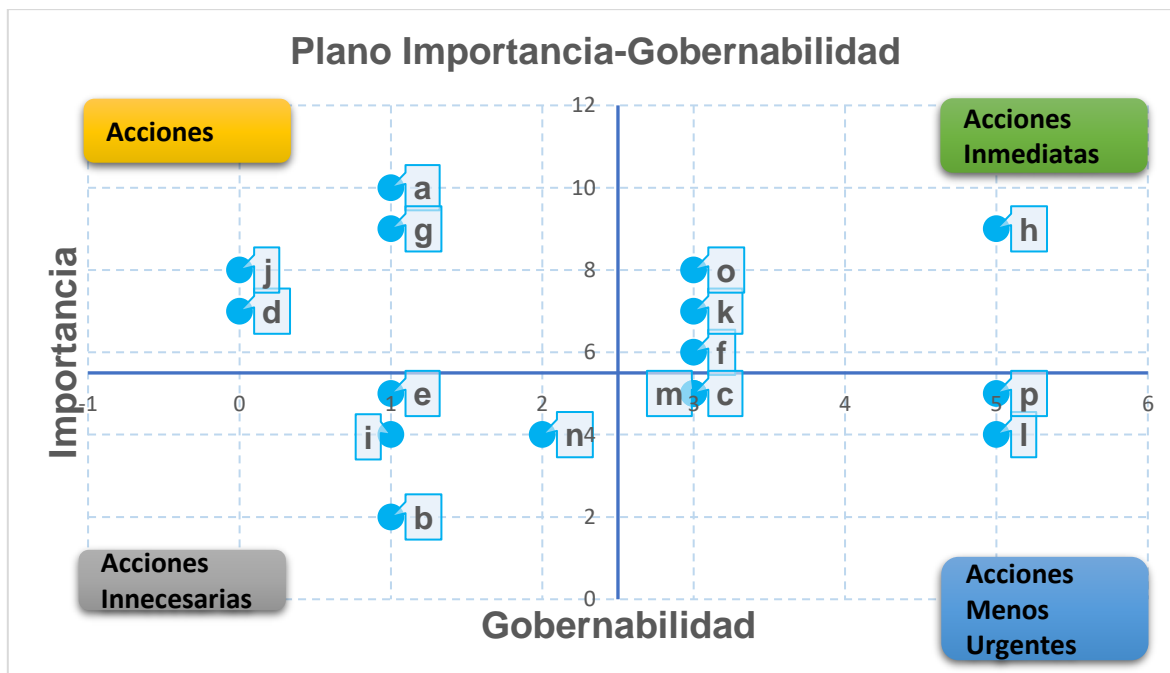 Plano Importancia-Gobernabilidad
Acciones
12
Acciones
Inmediatas
10
a
g
h
8
j
o
d
k
6
f
e
m
c
p
-1
0
1
2
3
4
5
6
i
n
4
l
b
2
Acciones
Innecesarias
0
Acciones
Menos
Urgentes
Importancia
Gobernabilidad